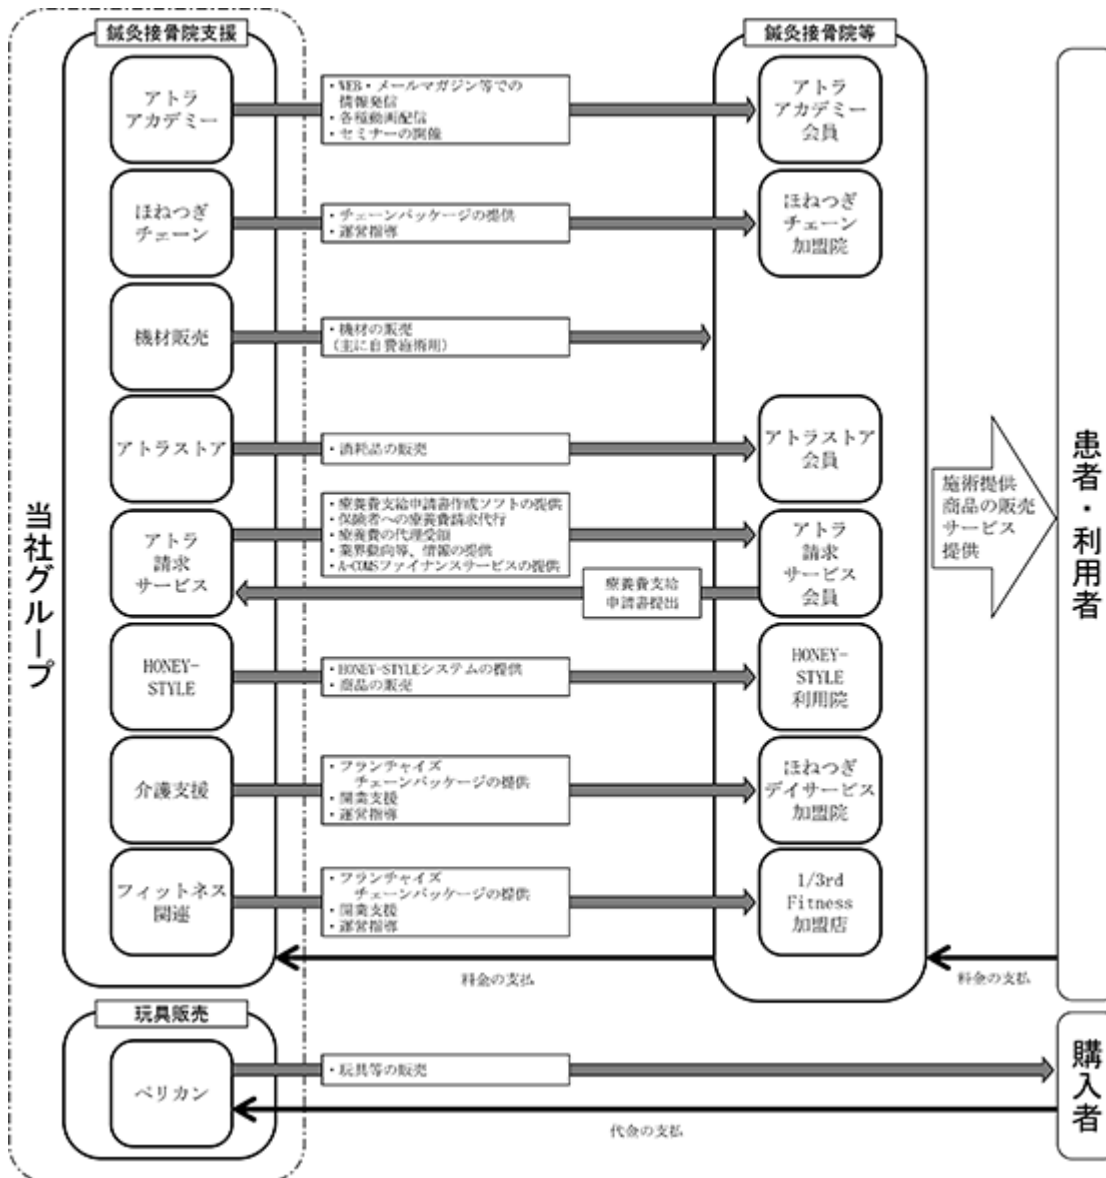 鍼灸接骨院支援
鍼灸接骨院等
アトラ
アカデミー
・WEB・メールマガジン等での
情報発信
・各種動画配信
・セミナーの開催
アトラ
アカデミー
会員
ほねつぎ
チェーン
・チェーンパッケージの提供
・運営指導
ほねつぎ
チェーン
加盟院
機材販売
・機材の販売
(主に自費施術用)
アトラストア
・消耗品の販売
アトラストア
会員
アトラ
請求
サービス
・療養費支給申請書作成ソフトの提供
・保険者への療養費請求代行
・療養費の代理受領
・業界動向等、情報の提供
・A-COMSファイナンスサービスの提供
療養費支給
申請書提出
アトラ
請求
サービス
会員
HONEY-
STYLE
・HONEY-STYLEシステムの提供
・商品の販売
HONEY-
STYLE
利用院
介護支援
・フランチャイズ
チェーンパッケージの提供
・開業支援
・運営指導
ほねつぎ
デイサービス
加盟院
フィットネス
関連
・フランチャイズ
チェーンパッケージの提供
・開業支援
・運営指導
1/3rd
Fitness
加盟店
料金の支払
料金の支払
施術提供
商品の販売
サービス
提供
患者・利用者
当社グループ
玩具販売
ペリカン
・玩具等の販売
代金の支払
購入者